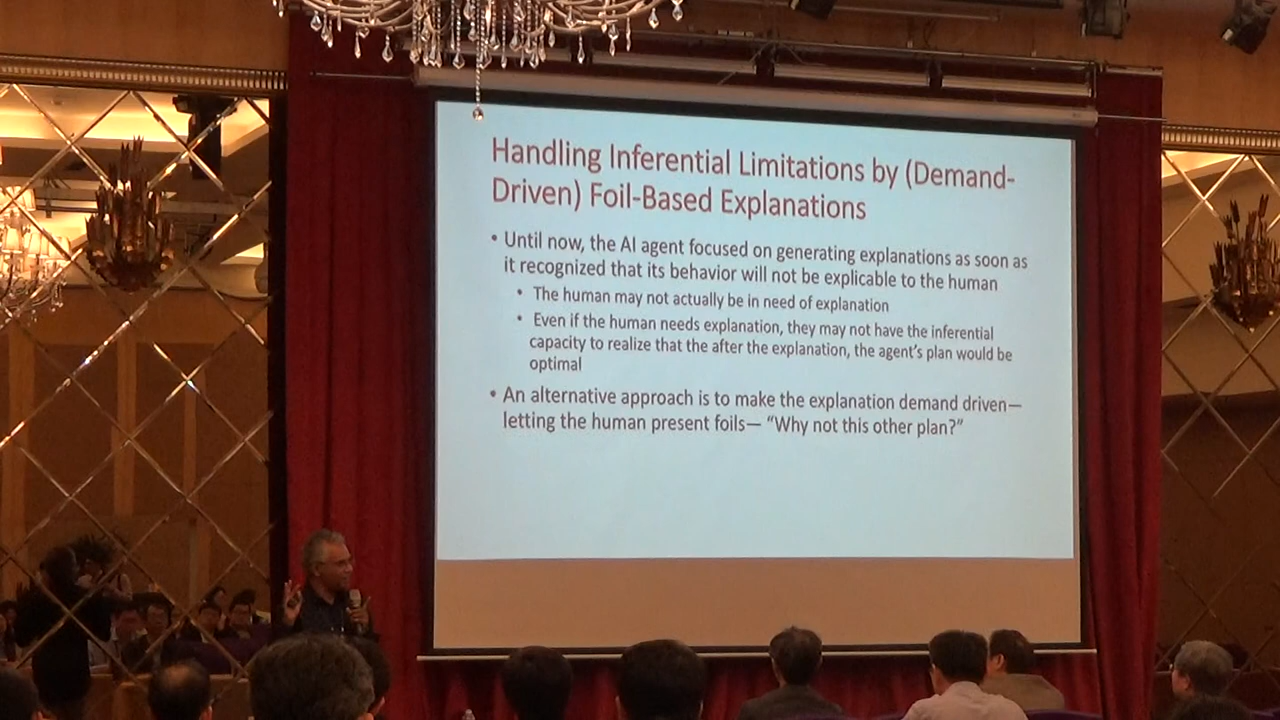 Handling Inferential Limitations by (Demand-
Driven) Foil-Based Explanations
• Until now, the AI agent focused on generating explanations as soon as
it recognized that its behavior will not be explicable to the human
• The human may not actually be in need of explanation
• Even if the human needs explanation, they may not have the inferential
capacity to realize that the after the explanation, the agent's plan would be
optimal
• An alternative approach is to make the explanation demand driven—
letting the human present foils— “Why not this other plan?”